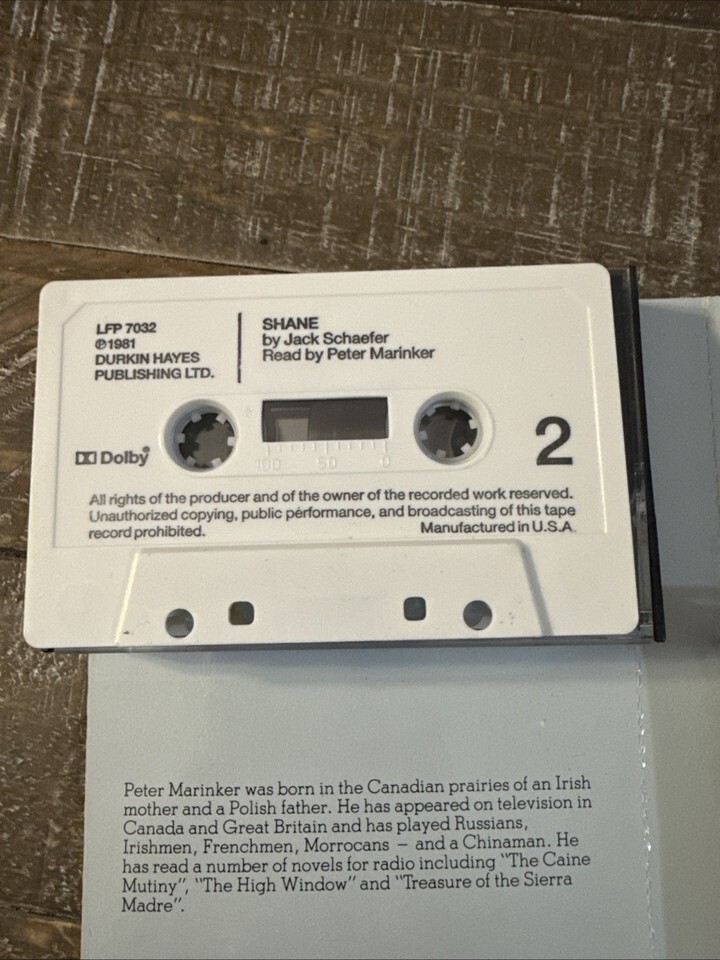 LFP 7032
℗1981
DURKIN HAYES
PUBLISHING LTD.
SHANE
by Jack Schaefer
Read by Peter Marinker
Dolby®
100 50 0
2
All rights of the producer and of the owner of the recorded work reserved.
Unauthorized copying, public performance, and broadcasting of this tape
record prohibited. Manufactured in U.S.A.
Peter Marinker was born in the Canadian prairies of an Irish
mother and a Polish father. He has appeared on television in
Canada and Great Britain and has played Russians,
Irishmen, Frenchmen, Morrocans – and a Chinaman. He
has read a number of novels for radio including "The Caine
Mutiny", "The High Window" and "Treasure of the Sierra
Madre".